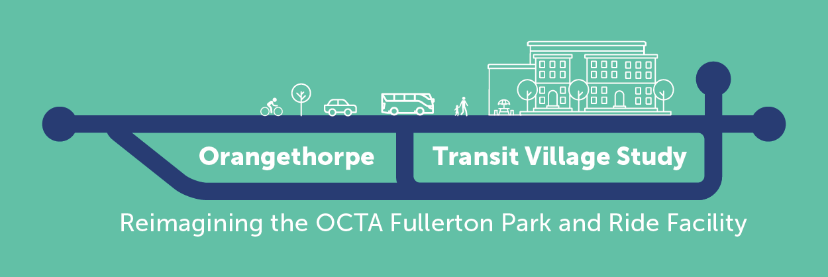 Orangethorpe Transit Village Study
Reimagining the OCTA Fullerton Park and Ride Facility